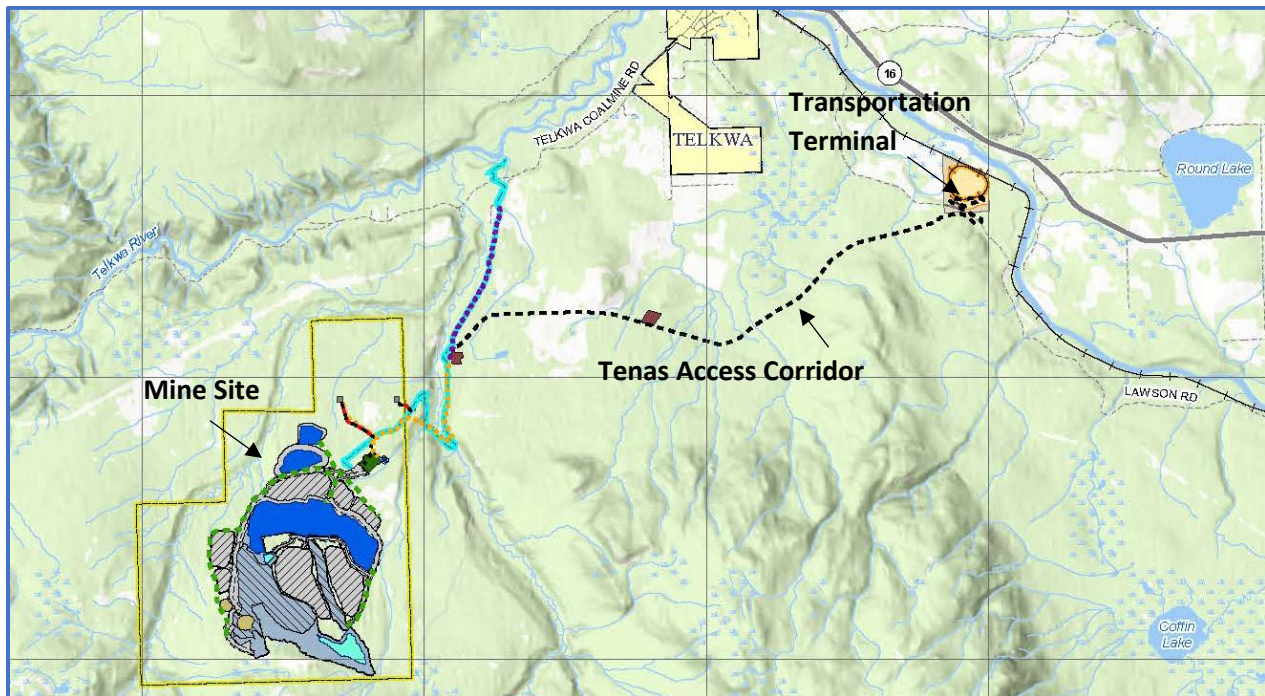 16
TELKWA COALMINE RD
Transportation
Terminal
TELKWA
Round Lake
Telkwa River
Tenas Access Corridor
Mine Site
LAWSON RD
Coffin
Lake